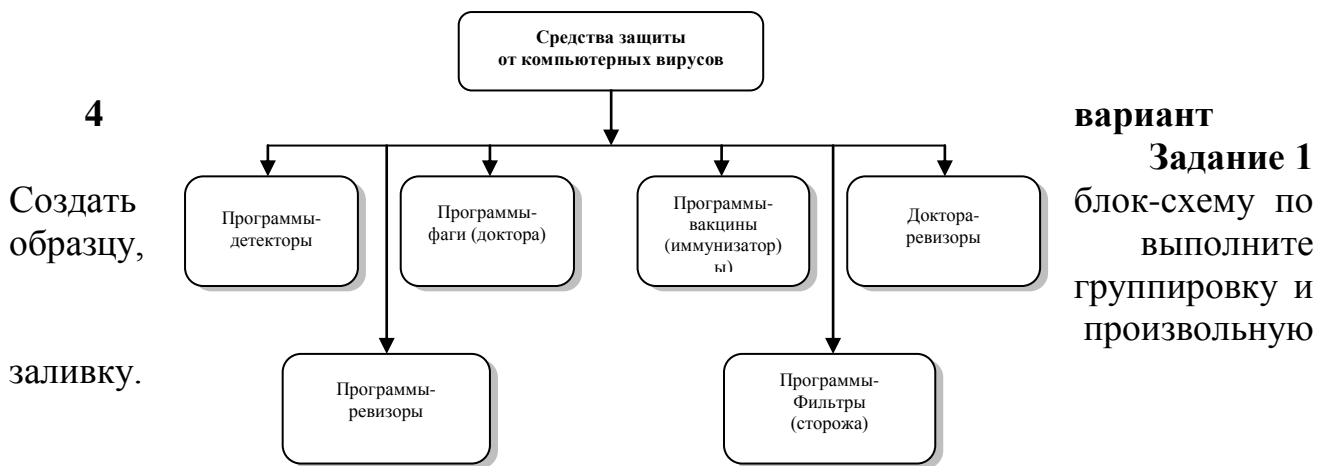 Средства защиты
от компьютерных вирусов
4 вариант
Задание 1
Создать блок-схему по
образцу, выполните
группировку и
произвольную
заливку.
Программы-
детекторы
Программы-
фаги (доктора)
Программы-
вакцины
(иммунизатор
ы)
Доктора-
ревизоры
Программы-
ревизоры
Программы-
Фильтры
(сторожа)